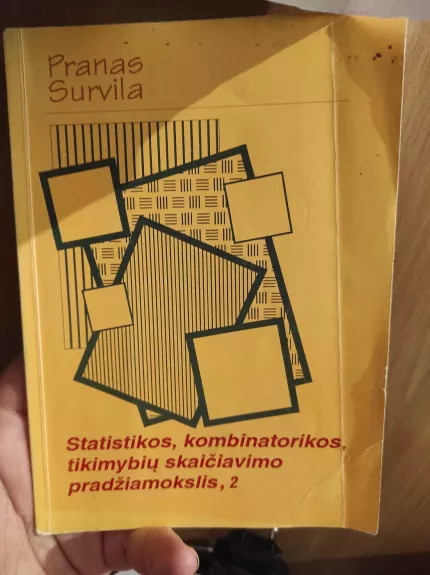 Pranas
Survila
Statistikos, kombinatorikos,
tikimybių skaičiavimo
pradžiamokslis, 2